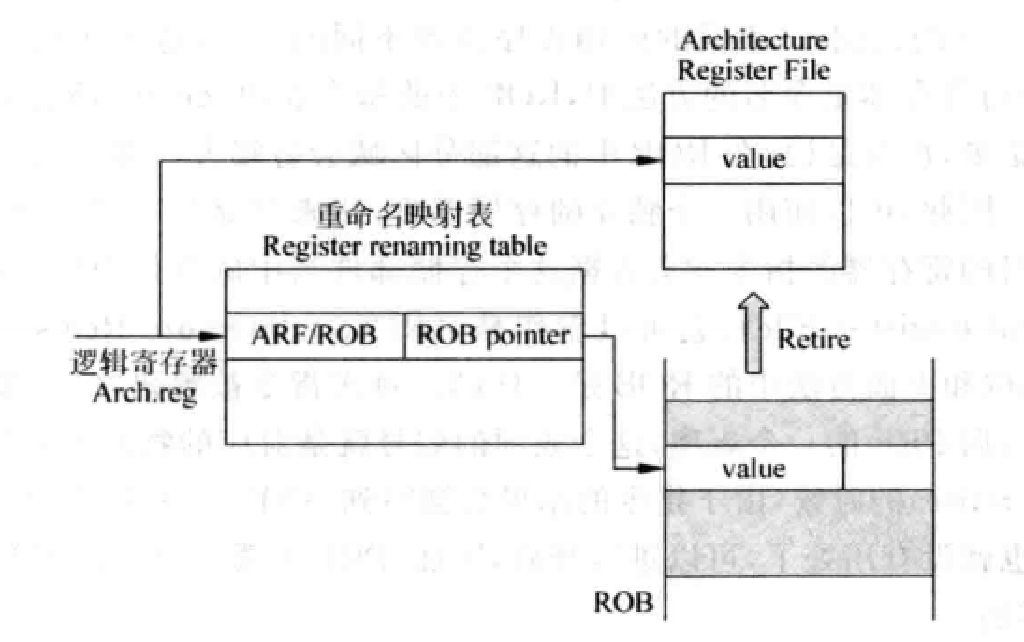 Architecture
Register File
value
重命名映射表
Register renaming table
ARF/ROB
ROB pointer
逻辑寄存器
Arch.reg
Retire
value
ROB